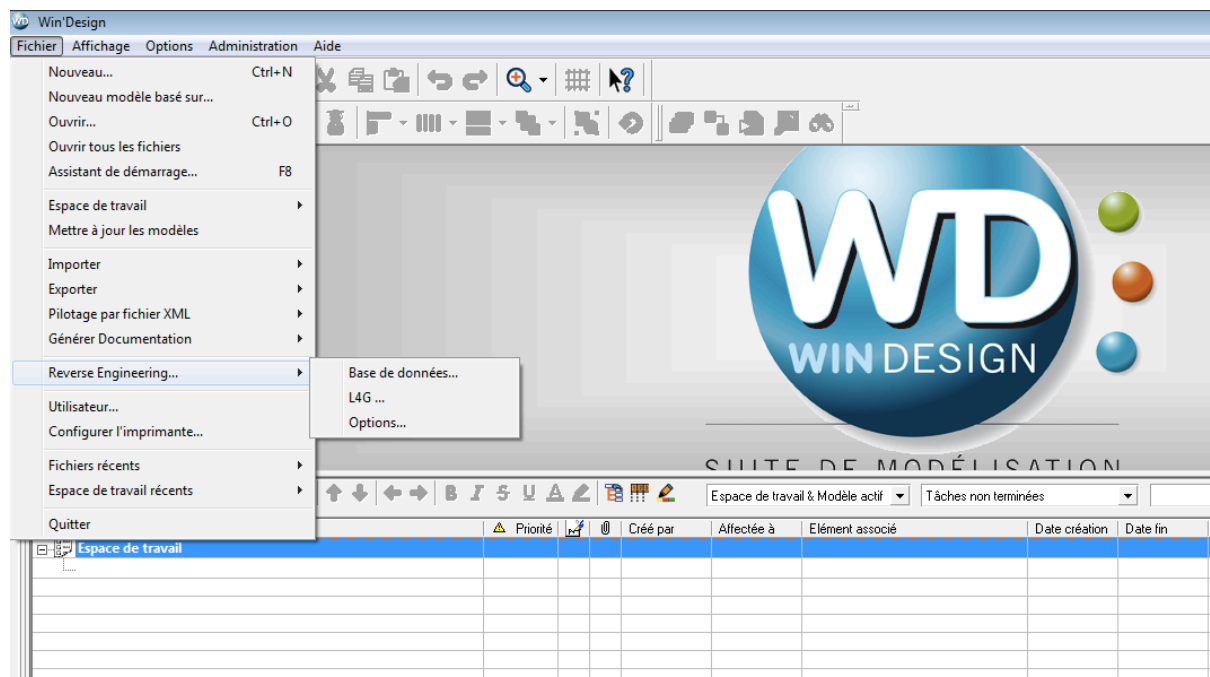 Win'Design
Fichier Affichage Options Administration Aide
Nouveau... Ctrl+N
Nouveau modèle basé sur...
Ouvrir... Ctrl+O
Ouvrir tous les fichiers
Assistant de démarrage... F8
Espace de travail
Mettre à jour les modèles
Importer
Exporter
Pilotage par fichier XML
Générer Documentation
Reverse Engineering...
Utilisateur...
Configurer l'imprimante...
Fichiers récents
Espace de travail récents
Quitter
Base de données...
L4G ...
Options...
WD
WINDESIGN
SUITE DE MODÉLISATION
B I S U A
Espace de travail & Modèle actif Tâches non terminées
Priorité Créé par Affectée à Elément associé Date création Date fin
Espace de travail